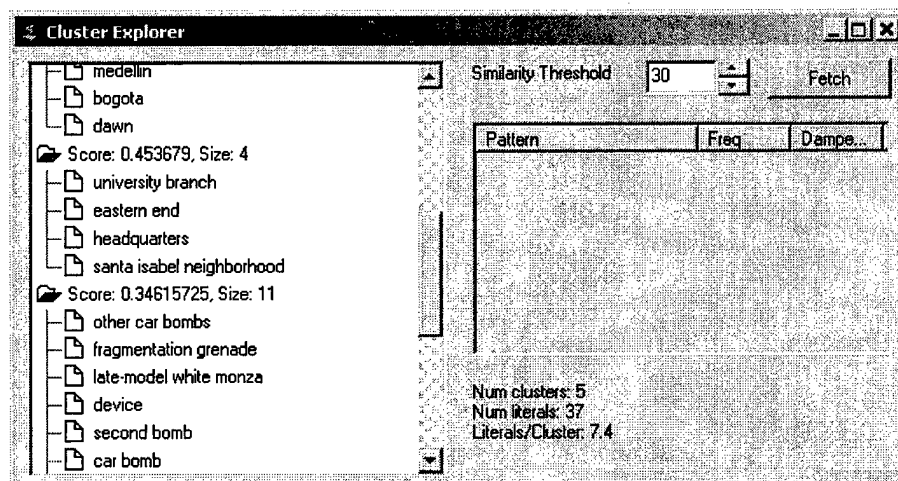 Cluster Explorer
medellin
bogota
dawn
Score: 0.453679, Size: 4
university branch
eastern end
headquarters
santa isabel neighborhood
Score: 0.34615725, Size: 11
other car bombs
fragmentation grenade
late-model white monza
device
second bomb
car bomb
Similarity Threshold 30 Fetch
Pattern Freq Dampe...
Num clusters: 5
Num literals: 37
Literals/Cluster: 7.4